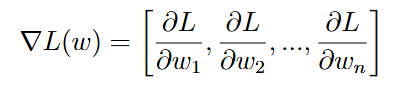 ∇L(w) = [∂L/∂w₁, ∂L/∂w₂, ..., ∂L/∂wₙ]